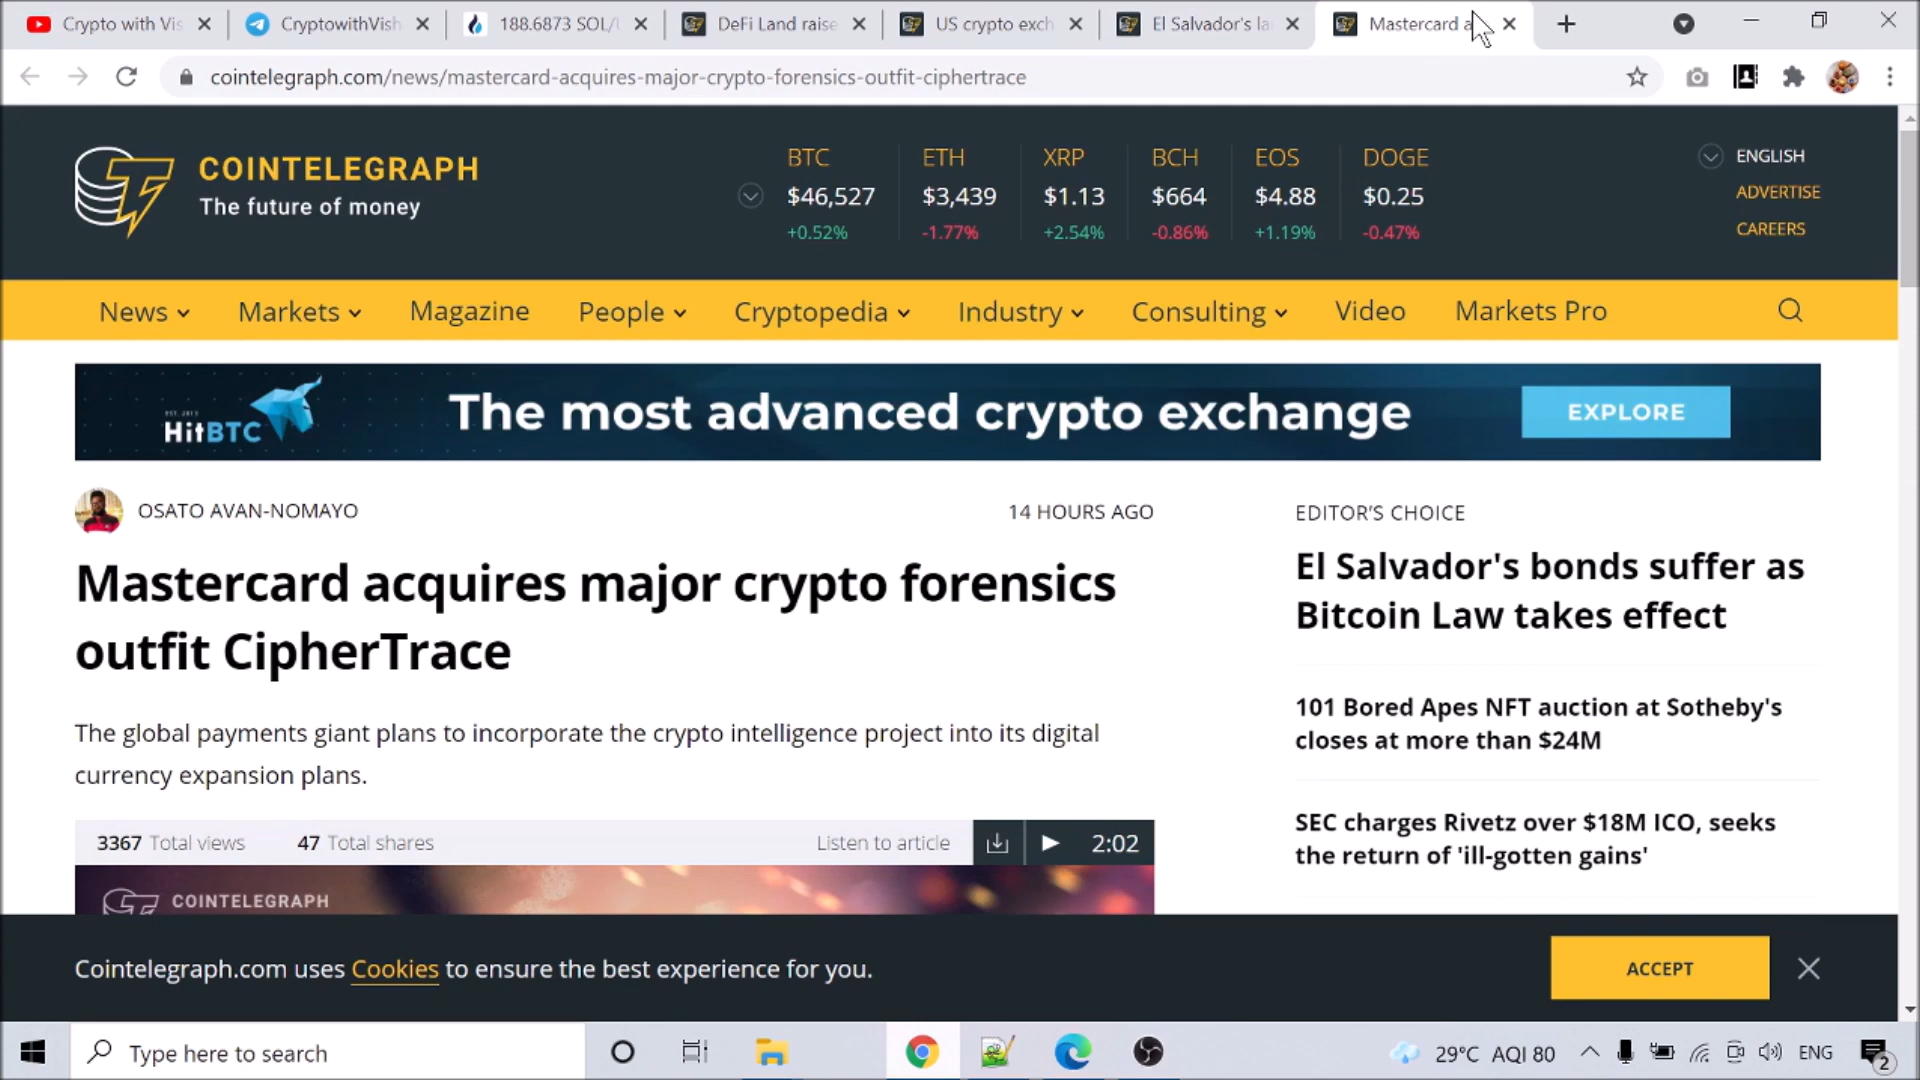 Crypto with Vis
CryptowithVish
188.6873 SOL/
DeFi Land raise
US crypto exch
El Salvador's la
Mastercard a
cointelegraph.com/news/mastercard-acquires-major-crypto-forensics-outfit-ciphertrace
COINTELEGRAPH
The future of money
BTC ETH XRP BCH EOS DOGE
$46,527 $3,439 $1.13 $664 $4.88 $0.25
+0.52% -1.77% +2.54% -0.86% +1.19% -0.47%
ENGLISH
ADVERTISE
CAREERS
News Markets Magazine People Cryptopedia Industry Consulting Video Markets Pro
EST. 2013
HitBTC
The most advanced crypto exchange
EXPLORE
OSATO AVAN-NOMAYO
14 HOURS AGO
Mastercard acquires major crypto forensics
outfit CipherTrace
The global payments giant plans to incorporate the crypto intelligence project into its digital
currency expansion plans.
3367 Total views 47 Total shares Listen to article 2:02
COINTELEGRAPH
EDITOR'S CHOICE
El Salvador's bonds suffer as
Bitcoin Law takes effect
101 Bored Apes NFT auction at Sotheby's
closes at more than $24M
SEC charges Rivetz over $18M ICO, seeks
the return of 'ill-gotten gains'
Cointelegraph.com uses Cookies to ensure the best experience for you.
ACCEPT
Type here to search
29°C AQI 80
ENG
2